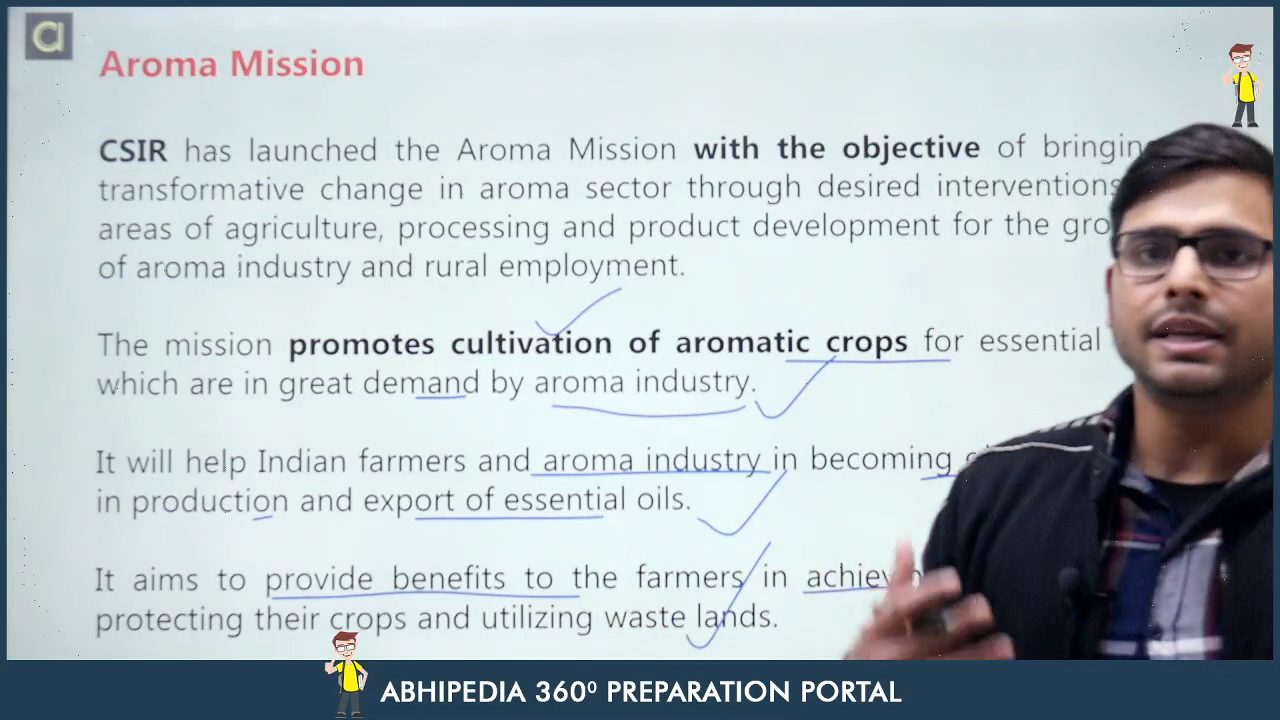 a
Aroma Mission
CSIR has launched the Aroma Mission with the objective of bringing
transformative change in aroma sector through desired interventions
areas of agriculture, processing and product development for the
of aroma industry and rural employment.
The mission promotes cultivation of aromatic crops for essential
which are in great demand by aroma industry.
It will help Indian farmers and aroma industry in becoming
in production and export of essential oils.
It aims to provide benefits to the farmers in
protecting their crops and utilizing waste lands.
ABHIPEDIA 360⁰ PREPARATION PORTAL